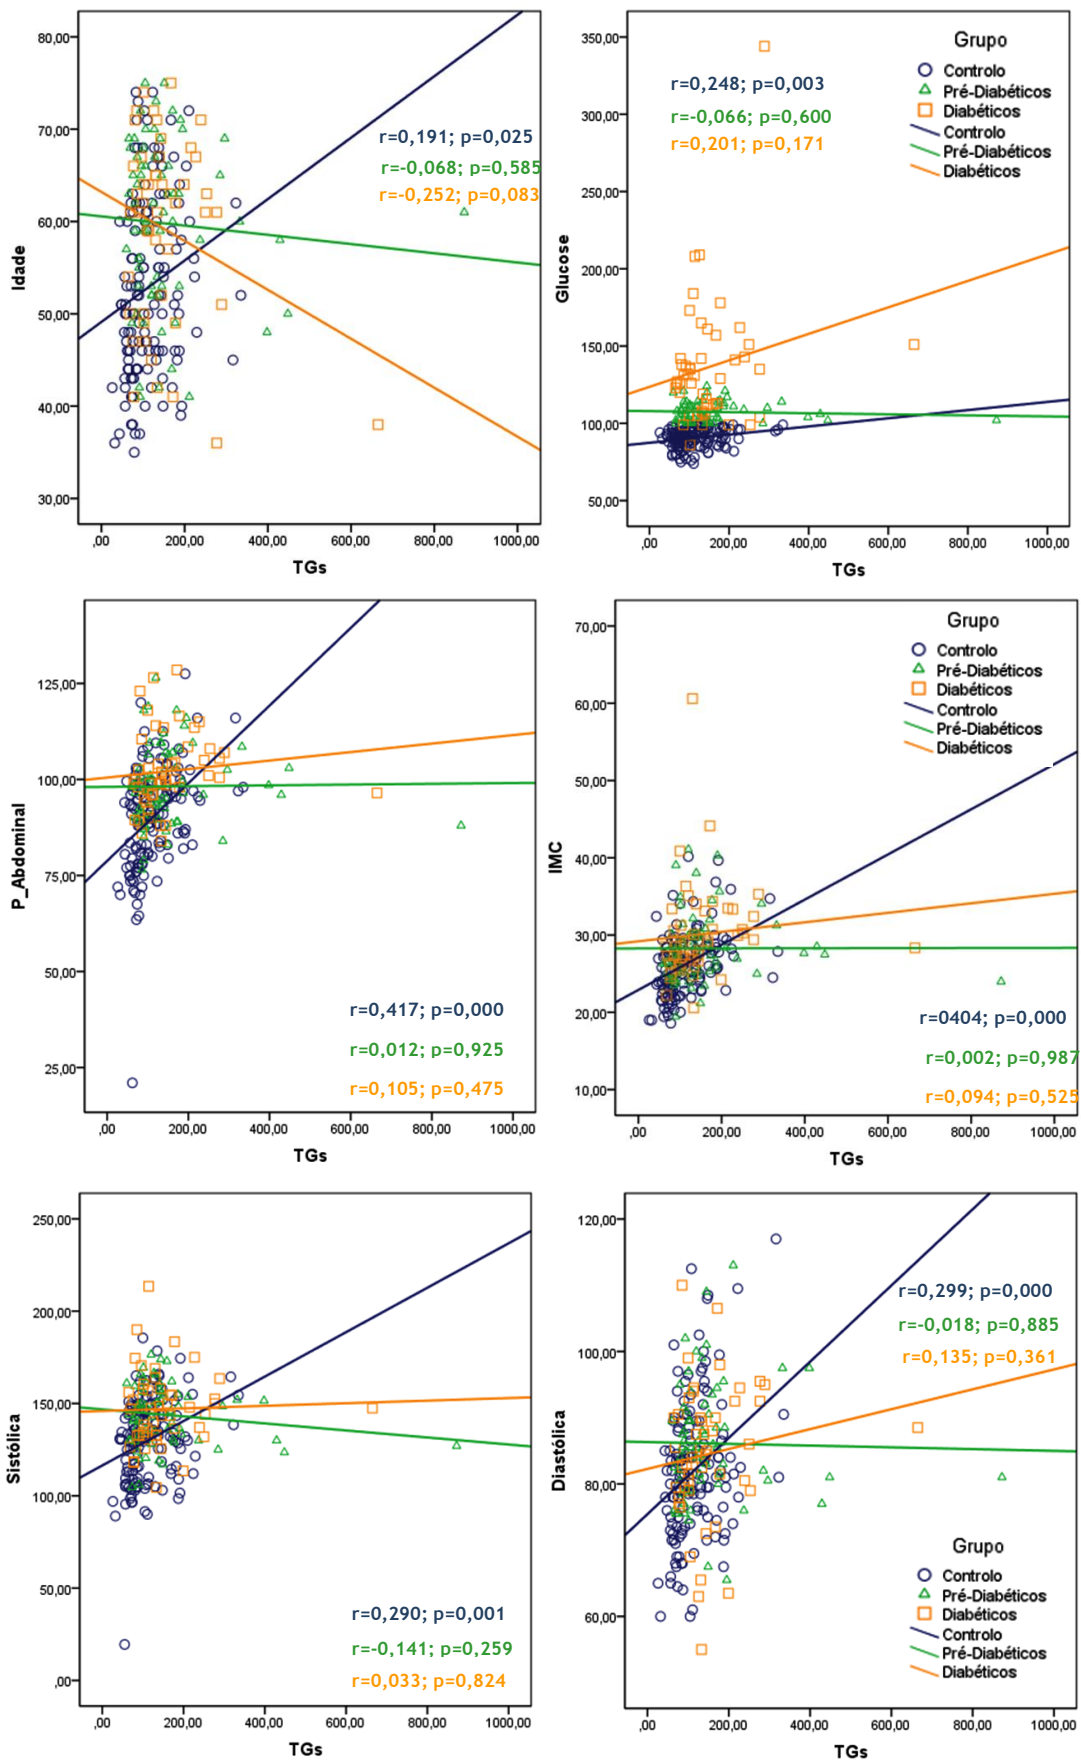 80,00
70,00
60,00
50,00
40,00
30,00
Idade
r=0,191; p=0,025
r=-0,068; p=0,585
r=-0,252; p=0,083
,00 200,00 400,00 600,00 800,00 1000,00
TGs
350,00
300,00
250,00
200,00
150,00
100,00
50,00
Glucose
Grupo
Controlo
Pré-Diabéticos
Diabéticos
Controlo
Pré-Diabéticos
Diabéticos
r=0,248; p=0,003
r=-0,066; p=0,600
r=0,201; p=0,171
,00 200,00 400,00 600,00 800,00 1000,00
TGs
125,00
100,00
75,00
50,00
25,00
P_Abdominal
r=0,417; p=0,000
r=0,012; p=0,925
r=0,105; p=0,475
,00 200,00 400,00 600,00 800,00 1000,00
TGs
70,00
60,00
50,00
40,00
30,00
20,00
10,00
IMC
Grupo
Controlo
Pré-Diabéticos
Diabéticos
Controlo
Pré-Diabéticos
Diabéticos
r=0404; p=0,000
r=0,002; p=0,987
r=0,094; p=0,525
,00 200,00 400,00 600,00 800,00 1000,00
TGs
250,00
200,00
150,00
100,00
50,00
,00
Sistólica
r=0,290; p=0,001
r=-0,141; p=0,259
r=0,033; p=0,824
,00 200,00 400,00 600,00 800,00 1000,00
TGs
120,00
100,00
80,00
60,00
Diastólica
r=0,299; p=0,000
r=-0,018; p=0,885
r=0,135; p=0,361
Grupo
Controlo
Pré-Diabéticos
Diabéticos
Controlo
Pré-Diabéticos
Diabéticos
,00 200,00 400,00 600,00 800,00 1000,00
TGs